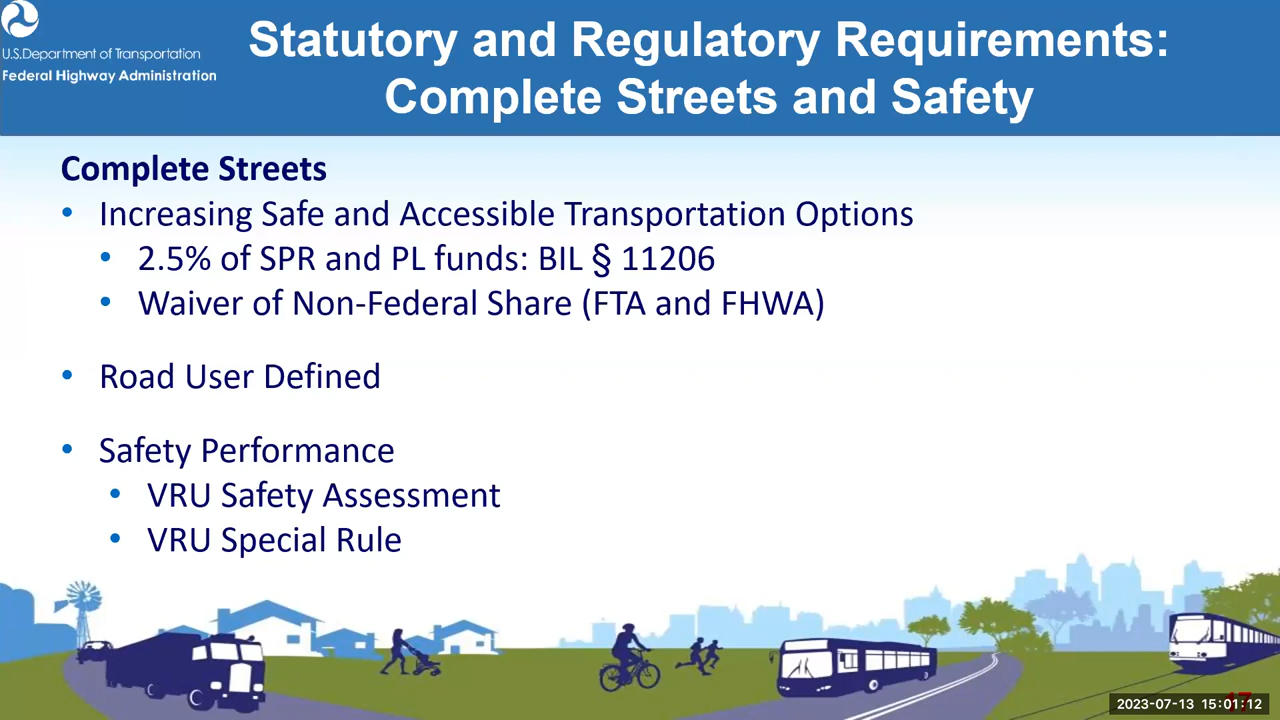 U.S.Department of Transportation
Federal Highway Administration
Statutory and Regulatory Requirements:
Complete Streets and Safety
Complete Streets
• Increasing Safe and Accessible Transportation Options
• 2.5% of SPR and PL funds: BIL § 11206
• Waiver of Non-Federal Share (FTA and FHWA)
• Road User Defined
• Safety Performance
• VRU Safety Assessment
• VRU Special Rule
17
2023-07-13 15:01:12